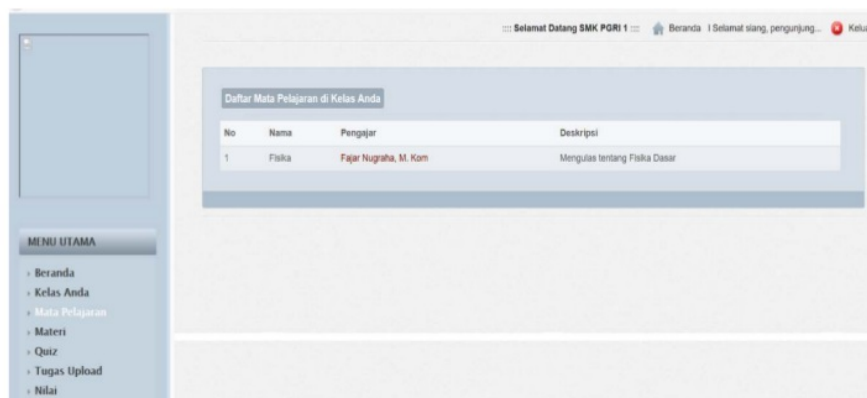 :::: Selamat Datang SMK PGRI 1 :::: Beranda I Selamat siang, pengunjung... Kelua
Daftar Mata Pelajaran di Kelas Anda
No Nama Pengajar Deskripsi
1 Fisika Fajar Nugraha, M. Kom Mengulas tentang Fisika Dasar
MENU UTAMA
Beranda
Kelas Anda
Mata Pelajaran
Materi
Quiz
Tugas Upload
Nilai